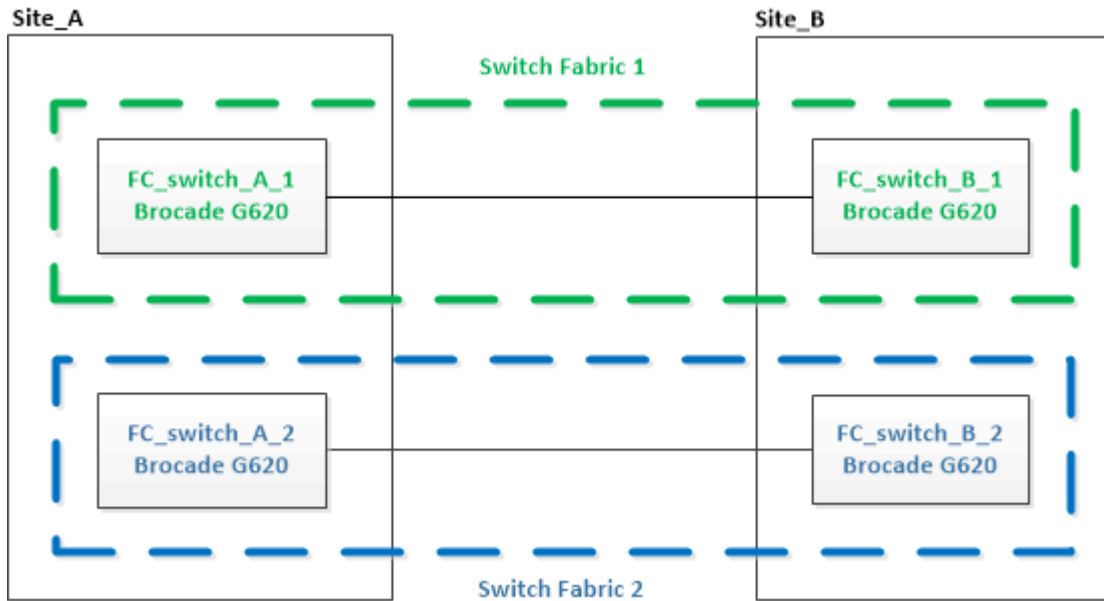 Site_A
Site_B
Switch Fabric 1
FC_switch_A_1
Brocade G620
FC_switch_B_1
Brocade G620
FC_switch_A_2
Brocade G620
FC_switch_B_2
Brocade G620
Switch Fabric 2